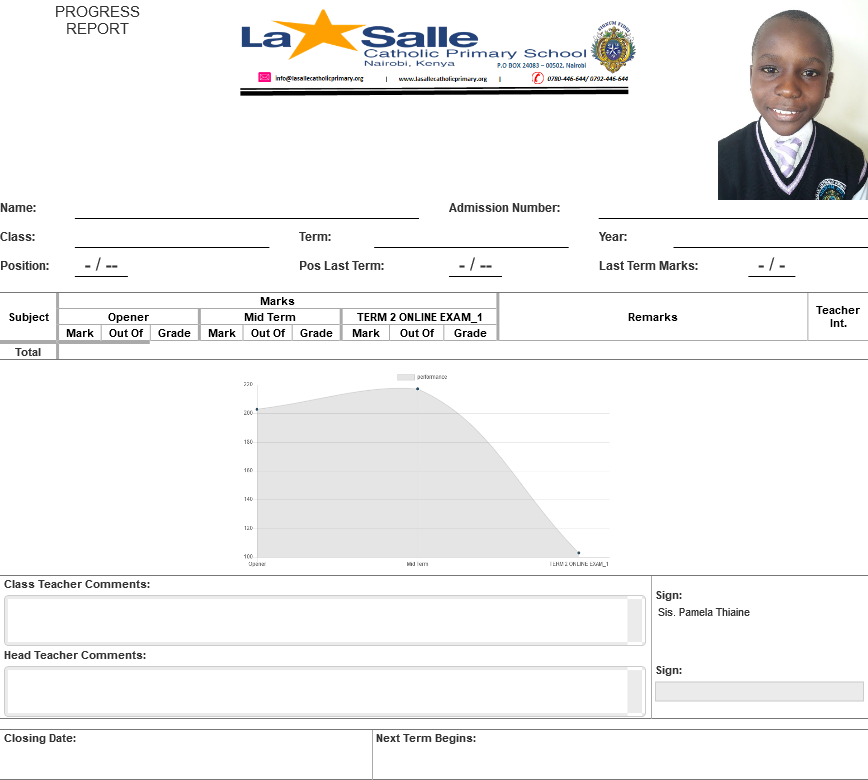 PROGRESS
REPORT
La Salle
Catholic Primary School
Nairobi, Kenya
P.O BOX 24083 – 00502, Nairobi
info@lasallecatholicprimary.org | www.lasallecatholicprimary.org | 0780-446-644/ 0792-446-644
Name: Admission Number:
Class: Term: Year:
Position: - / -- Pos Last Term: - / -- Last Term Marks: - / -
Subject Marks Remarks Teacher Int.
Opener Mid Term TERM 2 ONLINE EXAM_1
Mark Out Of Grade Mark Out Of Grade Mark Out Of Grade
Total
performance
220
200
180
160
140
120
100
Opener Mid Term TERM 2 ONLINE EXAM_1
Class Teacher Comments:
Sign:
Sis. Pamela Thiaine
Head Teacher Comments:
Sign:
Closing Date: Next Term Begins: